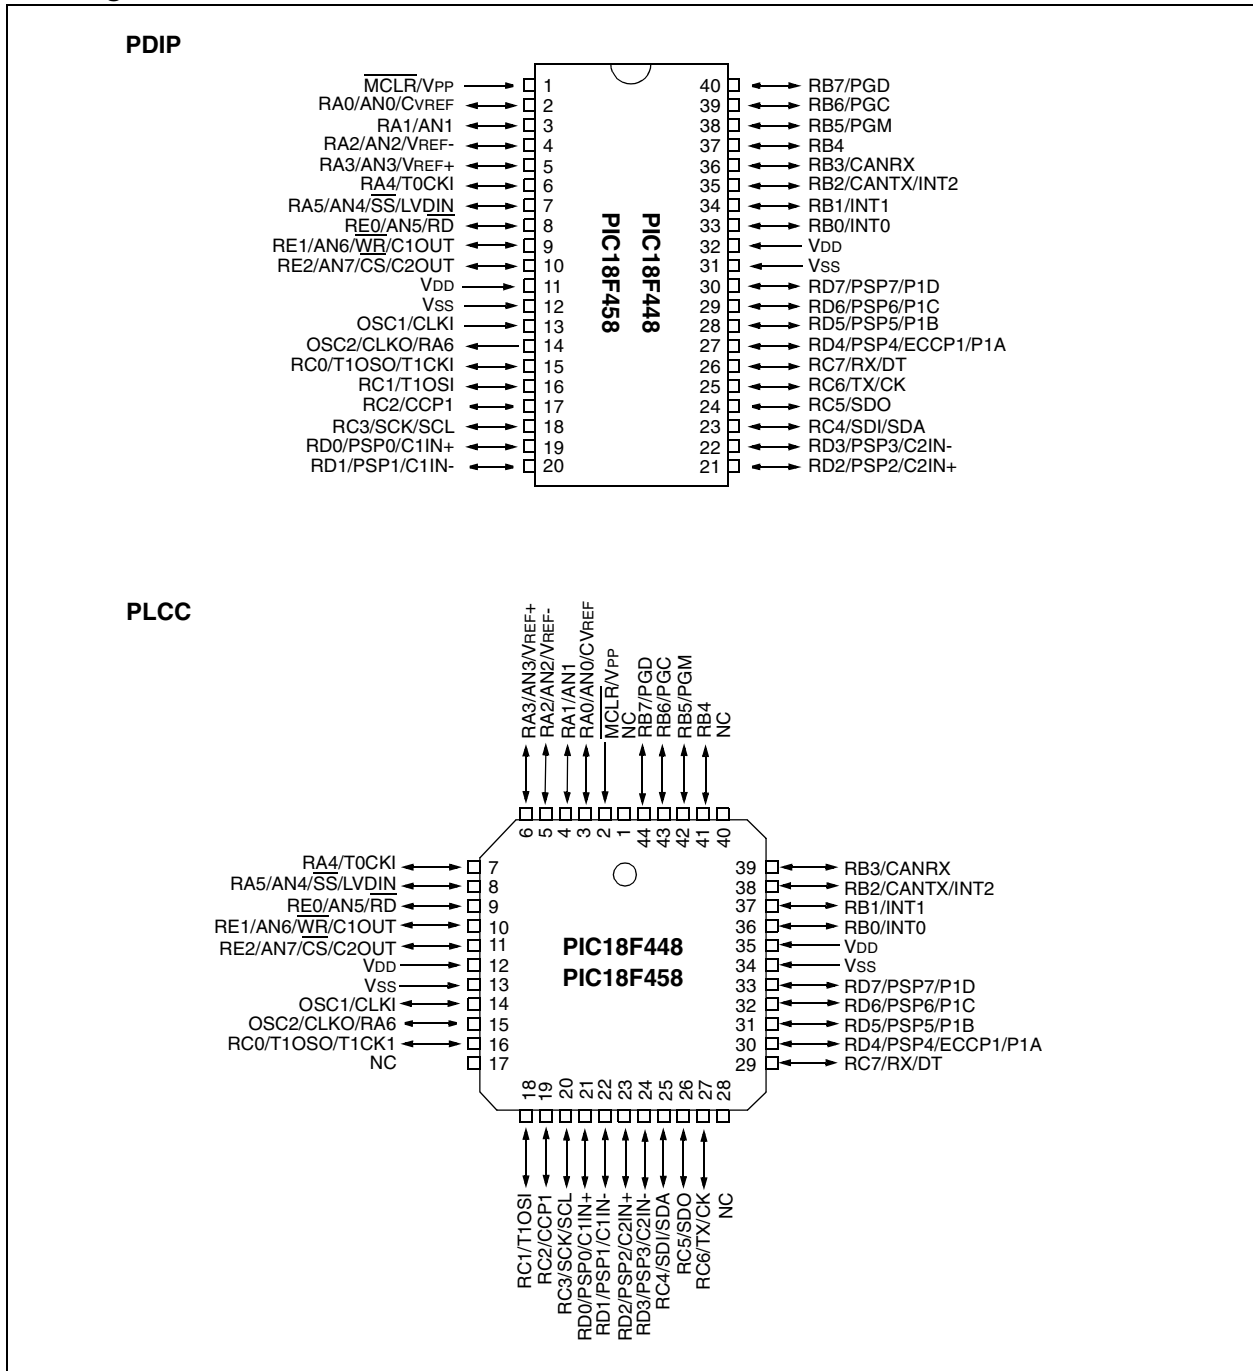 PDIP
MCLR/VPP 1
RA0/AN0/CVREF 2
RA1/AN1 3
RA2/AN2/VREF- 4
RA3/AN3/VREF+ 5
RA4/T0CKI 6
RA5/AN4/SS/LVDIN 7
RE0/AN5/RD 8
RE1/AN6/WR/C1OUT 9
RE2/AN7/CS/C2OUT 10
VDD 11
VSS 12
OSC1/CLKI 13
OSC2/CLKO/RA6 14
RC0/T1OSO/T1CKI 15
RC1/T1OSI 16
RC2/CCP1 17
RC3/SCK/SCL 18
RD0/PSP0/C1IN+ 19
RD1/PSP1/C1IN- 20
PIC18F448
PIC18F458
40 RB7/PGD
39 RB6/PGC
38 RB5/PGM
37 RB4
36 RB3/CANRX
35 RB2/CANTX/INT2
34 RB1/INT1
33 RB0/INT0
32 VDD
31 VSS
30 RD7/PSP7/P1D
29 RD6/PSP6/P1C
28 RD5/PSP5/P1B
27 RD4/PSP4/ECCP1/P1A
26 RC7/RX/DT
25 RC6/TX/CK
24 RC5/SDO
23 RC4/SDI/SDA
22 RD3/PSP3/C2IN-
21 RD2/PSP2/C2IN+
PLCC
RA3/AN3/VREF+ 6
RA2/AN2/VREF- 5
RA1/AN1 4
RA0/AN0/CVREF 3
MCLR/VPP 2
NC 1
RB7/PGD 44
RB6/PGC 43
RB5/PGM 42
RB4 41
NC 40
RA4/T0CKI 7
RA5/AN4/SS/LVDIN 8
RE0/AN5/RD 9
RE1/AN6/WR/C1OUT 10
RE2/AN7/CS/C2OUT 11
VDD 12
VSS 13
OSC1/CLKI 14
OSC2/CLKO/RA6 15
RC0/T1OSO/T1CK1 16
NC 17
PIC18F448
PIC18F458
39 RB3/CANRX
38 RB2/CANTX/INT2
37 RB1/INT1
36 RB0/INT0
35 VDD
34 VSS
33 RD7/PSP7/P1D
32 RD6/PSP6/P1C
31 RD5/PSP5/P1B
30 RD4/PSP4/ECCP1/P1A
29 RC7/RX/DT
18 RC1/T1OSI
19 RC2/CCP1
20 RC3/SCK/SCL
21 RD0/PSP0/C1IN+
22 RD1/PSP1/C1IN-
23 RD2/PSP2/C2IN+
24 RD3/PSP3/C2IN-
25 RC4/SDI/SDA
26 RC5/SDO
27 RC6/TX/CK
28 NC